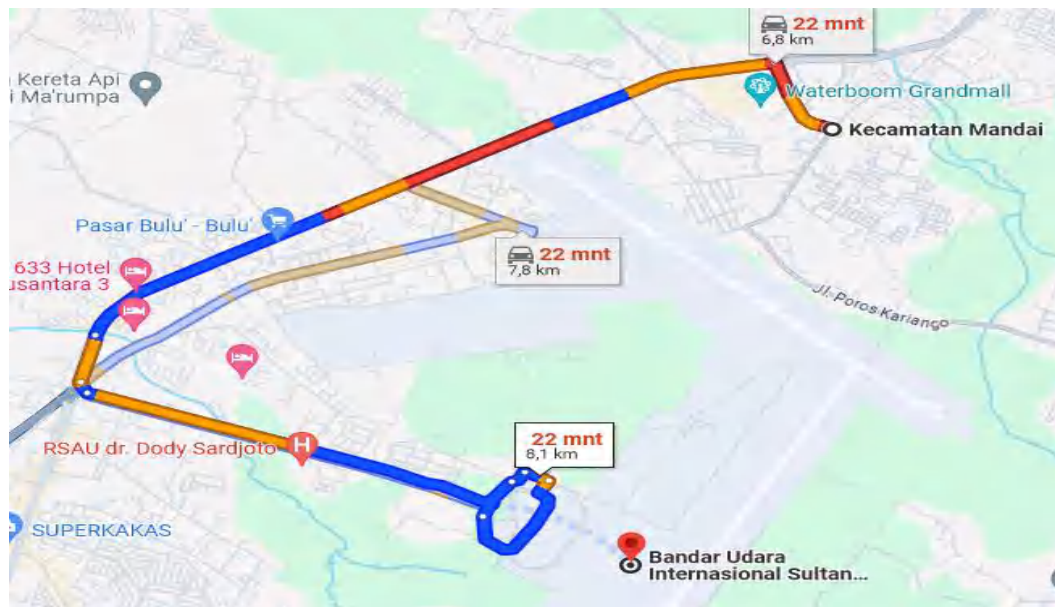 22 mnt
6,8 km
Kereta Api
Ma'rumpa
Waterboom Grandmall
Kecamatan Mandai
Pasar Bulu' - Bulu'
22 mnt
7,8 km
633 Hotel
usantara 3
Jl. Poros Kariango
22 mnt
8,1 km
RSAU dr. Dody Sardjoto
H
SUPERKAKAS
Bandar Udara
Internasional Sultan...